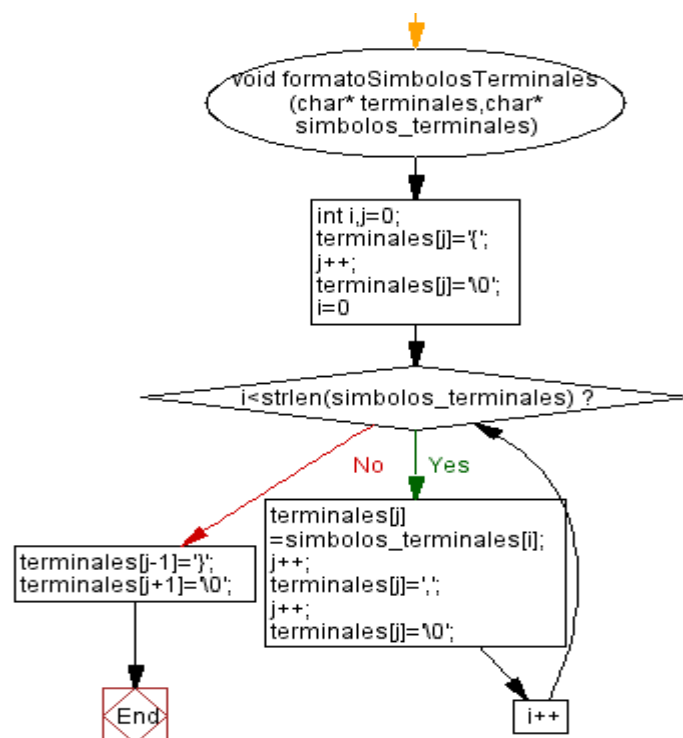 void formatoSimbolosTerminales
(char* terminales,char*
simbolos_terminales)
int i,j=0;
terminales[j]='{';
j++;
terminales[j]='\0';
i=0
i<strlen(simbolos_terminales) ?
No
Yes
terminales[j]
=simbolos_terminales[i];
j++;
terminales[j]=',';
j++;
terminales[j]='\0';
terminales[j-1]='}';
terminales[j+1]='\0';
End
i++